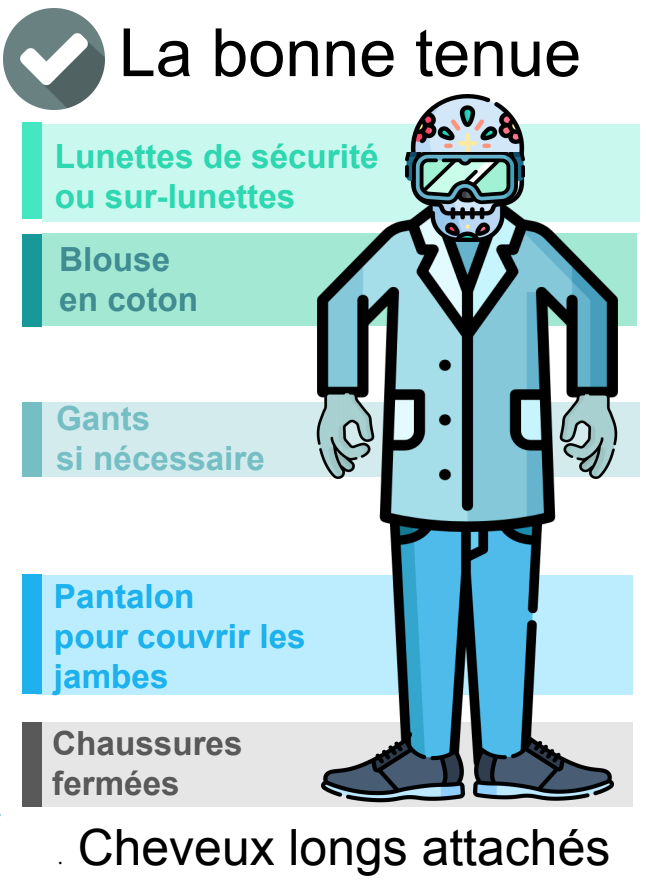 La bonne tenue
Lunettes de sécurité
ou sur-lunettes
Blouse
en coton
Gants
si nécessaire
Pantalon
pour couvrir les
jambes
Chaussures
fermées
. Cheveux longs attachés